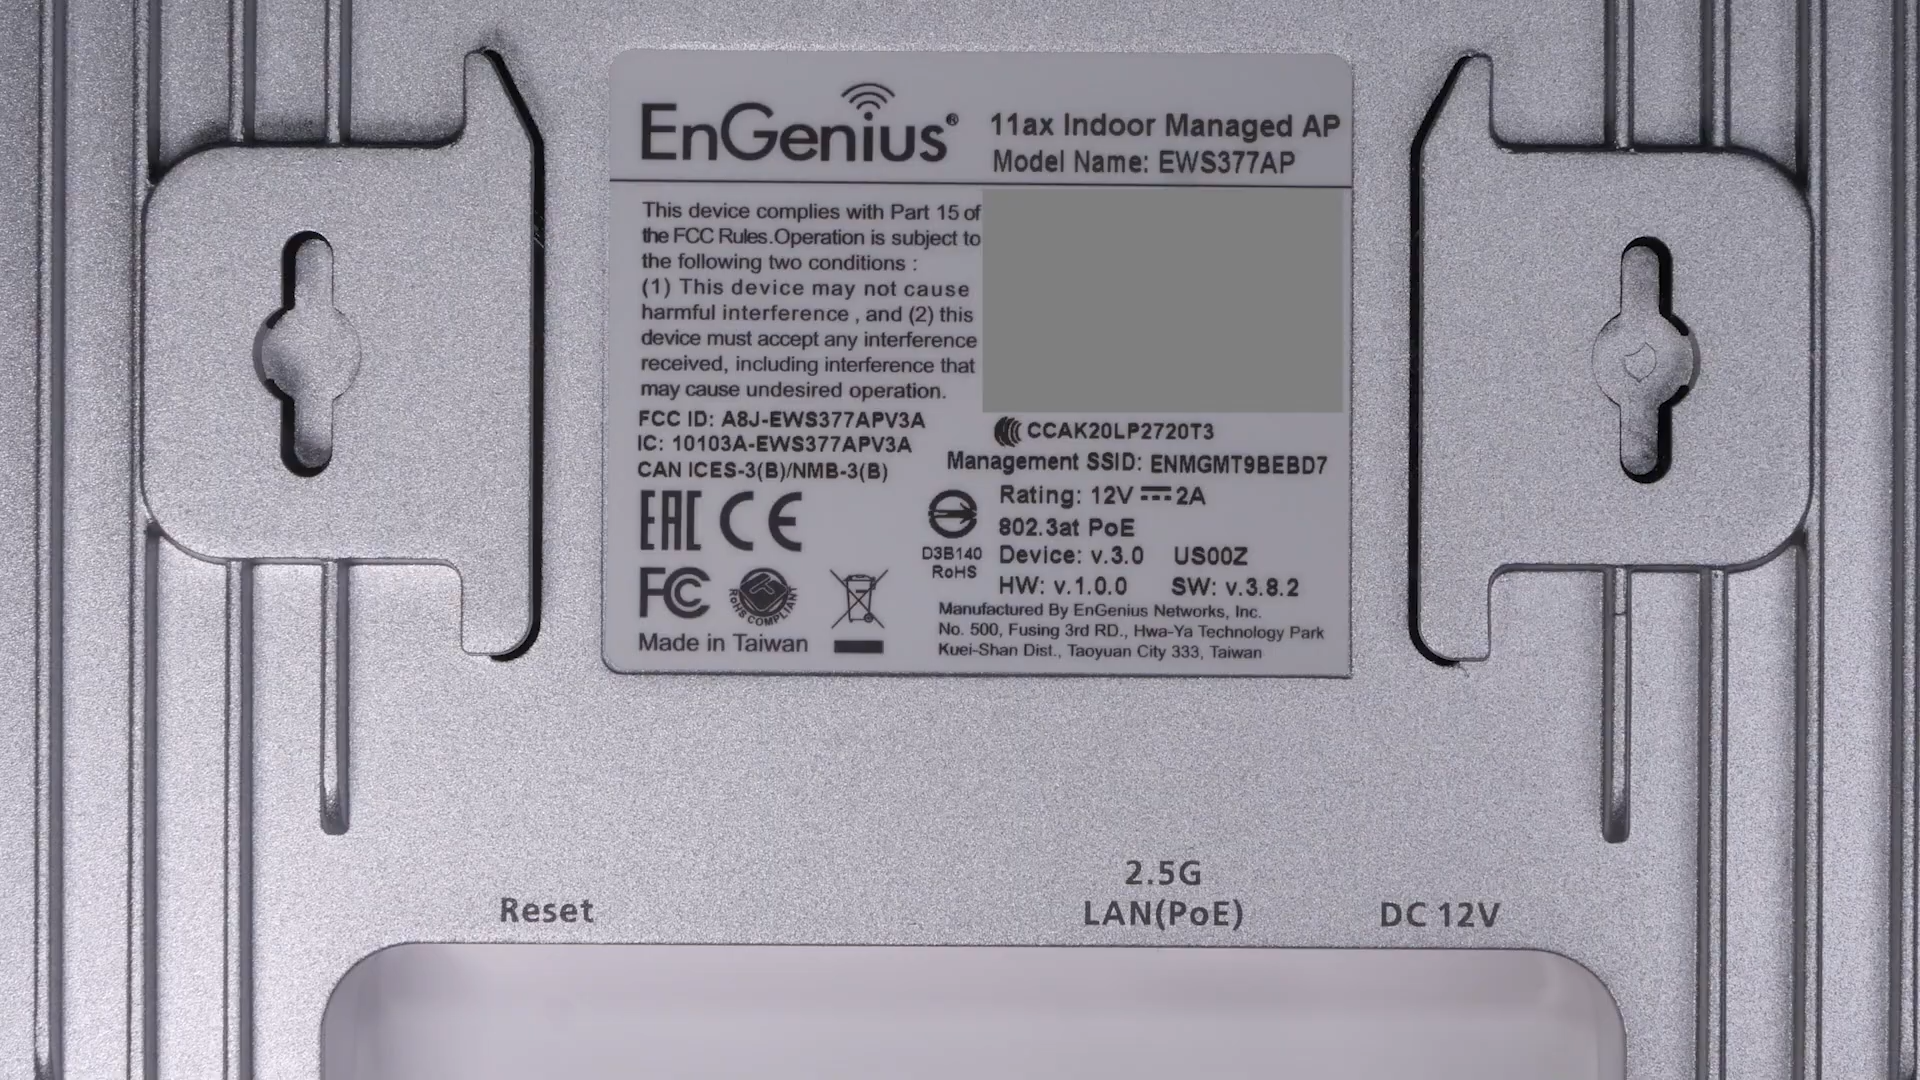 EnGenius®
11ax Indoor Managed AP
Model Name: EWS377AP
This device complies with Part 15 of
the FCC Rules.Operation is subject to
the following two conditions :
(1) This device may not cause
harmful interference , and (2) this
device must accept any interference
received, including interference that
may cause undesired operation.
FCC ID: A8J-EWS377APV3A
IC: 10103A-EWS377APV3A
CAN ICES-3(B)/NMB-3(B)
EAC CE
FC
RoHS COMPLIANT
Made in Taiwan
CCAK20LP2720T3
Management SSID: ENMGMT9BEBD7
Rating: 12V 2A
802.3at PoE
D3B140
RoHS
Device: v.3.0 US00Z
HW: v.1.0.0 SW: v.3.8.2
Manufactured By EnGenius Networks, Inc.
No. 500, Fusing 3rd RD., Hwa-Ya Technology Park
Kuei-Shan Dist., Taoyuan City 333, Taiwan
Reset
2.5G
LAN(PoE)
DC 12V